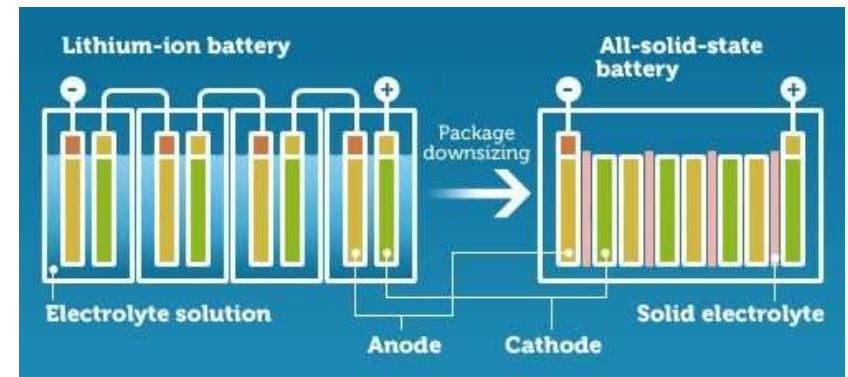 Lithium-ion battery
All-solid-state
battery
-
+
-
+
Package
downsizing
Electrolyte solution
Solid electrolyte
Anode
Cathode